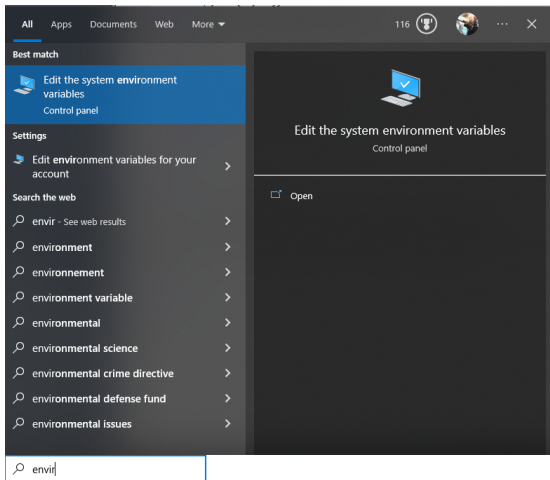 All Apps Documents Web More 116
Best match
Edit the system environment
variables
Control panel
Settings
Edit environment variables for your
account
Search the web
envir - See web results
environment
environnement
environment variable
environmental
environmental science
environmental crime directive
environmental defense fund
environmental issues
envir
Edit the system environment variables
Control panel
Open